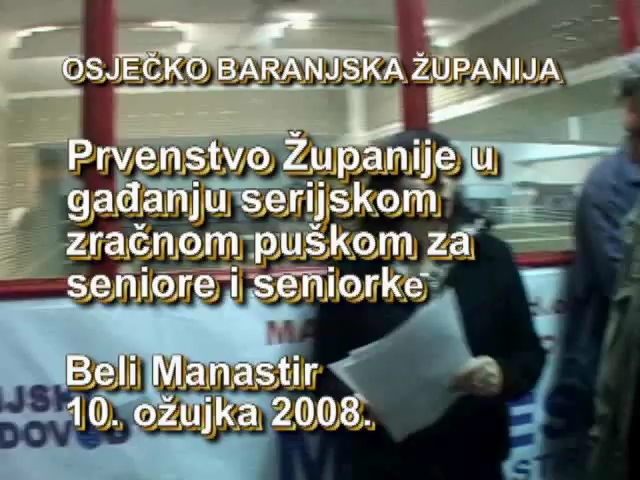 OSJEČKO BARANJSKA ŽUPANIJA
Prvenstvo Županije u
gađanju serijskom
zračnom puškom za
seniore i seniorke
Beli Manastir
10. ožujka 2008.